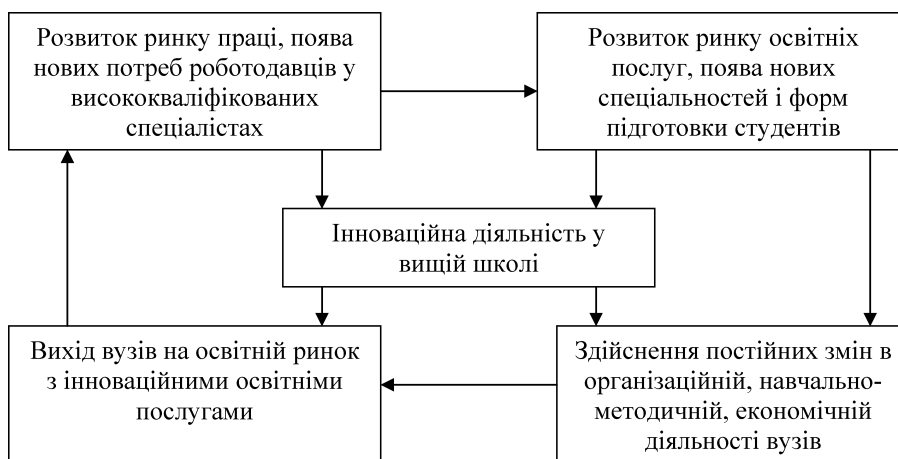 Розвиток ринку праці, поява
нових потреб роботодавців у
висококваліфікованих
спеціалістах
Розвиток ринку освітніх
послуг, поява нових
спеціальностей і форм
підготовки студентів
Інноваційна діяльність у
вищій школі
Вихід вузів на освітній ринок
з інноваційними освітніми
послугами
Здійснення постійних змін в
організаційній, навчально-
методичній, економічній
діяльності вузів